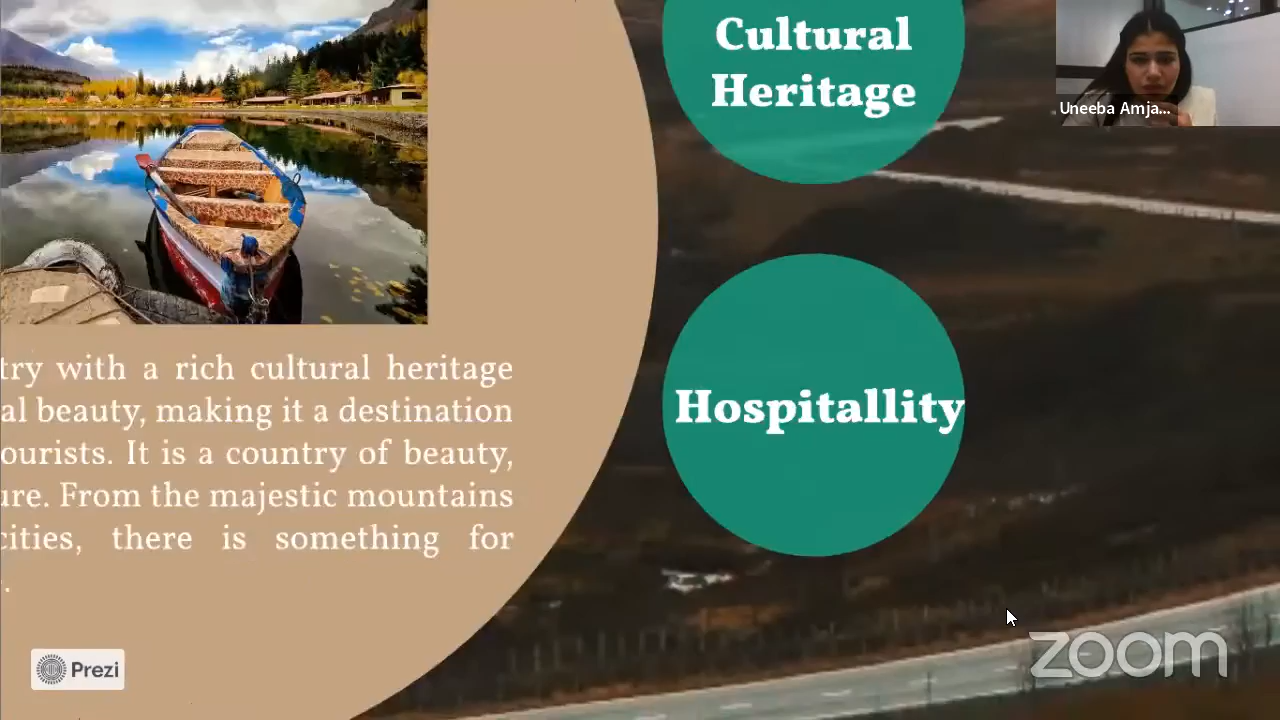 Cultural
Heritage
Uneeba Amja...
Hospitallity
try with a rich cultural heritage
al beauty, making it a destination
ourists. It is a country of beauty,
ure. From the majestic mountains
cities, there is something for
.
Prezi
zoom